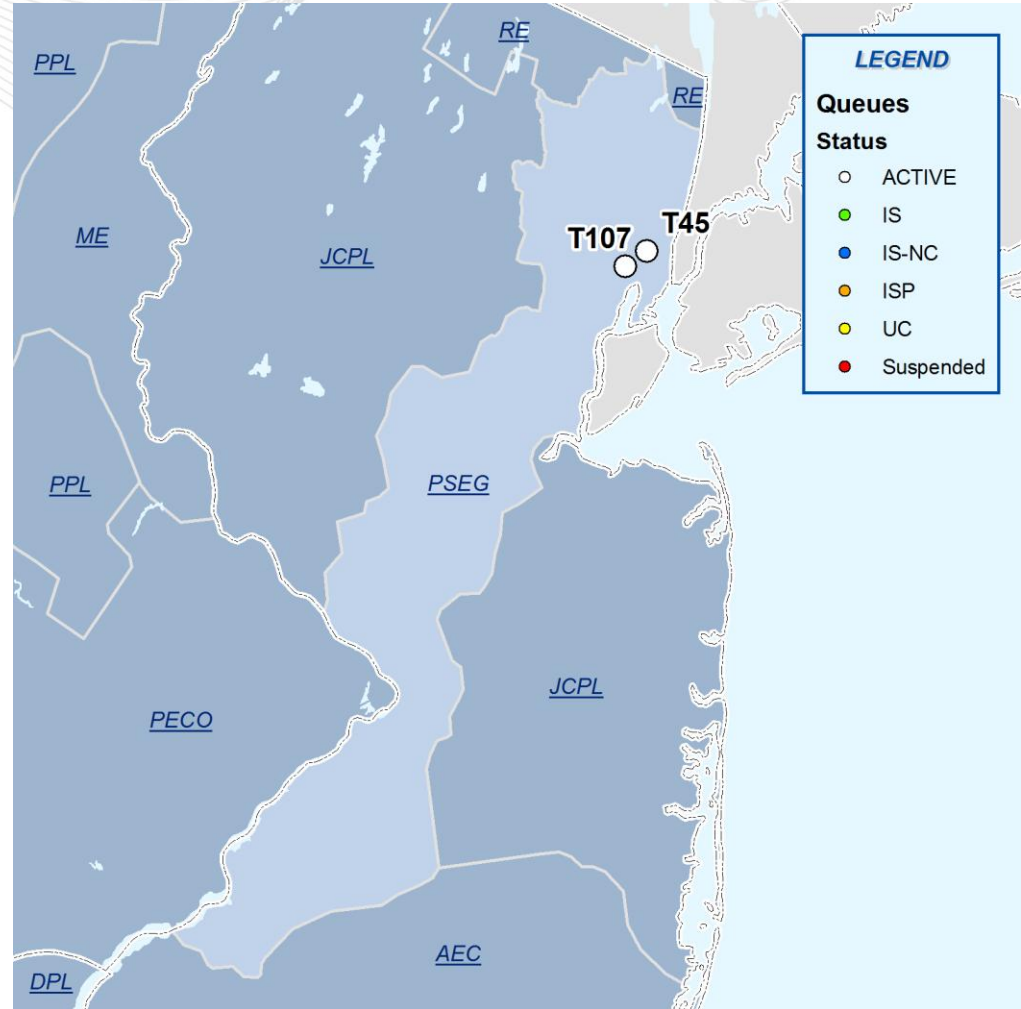 RE
PPL
RE
LEGEND
Queues
Status
ACTIVE
IS
IS-NC
ISP
UC
Suspended
T45
T107
ME
JCPL
PPL
PSEG
JCPL
PECO
AEC
DPL